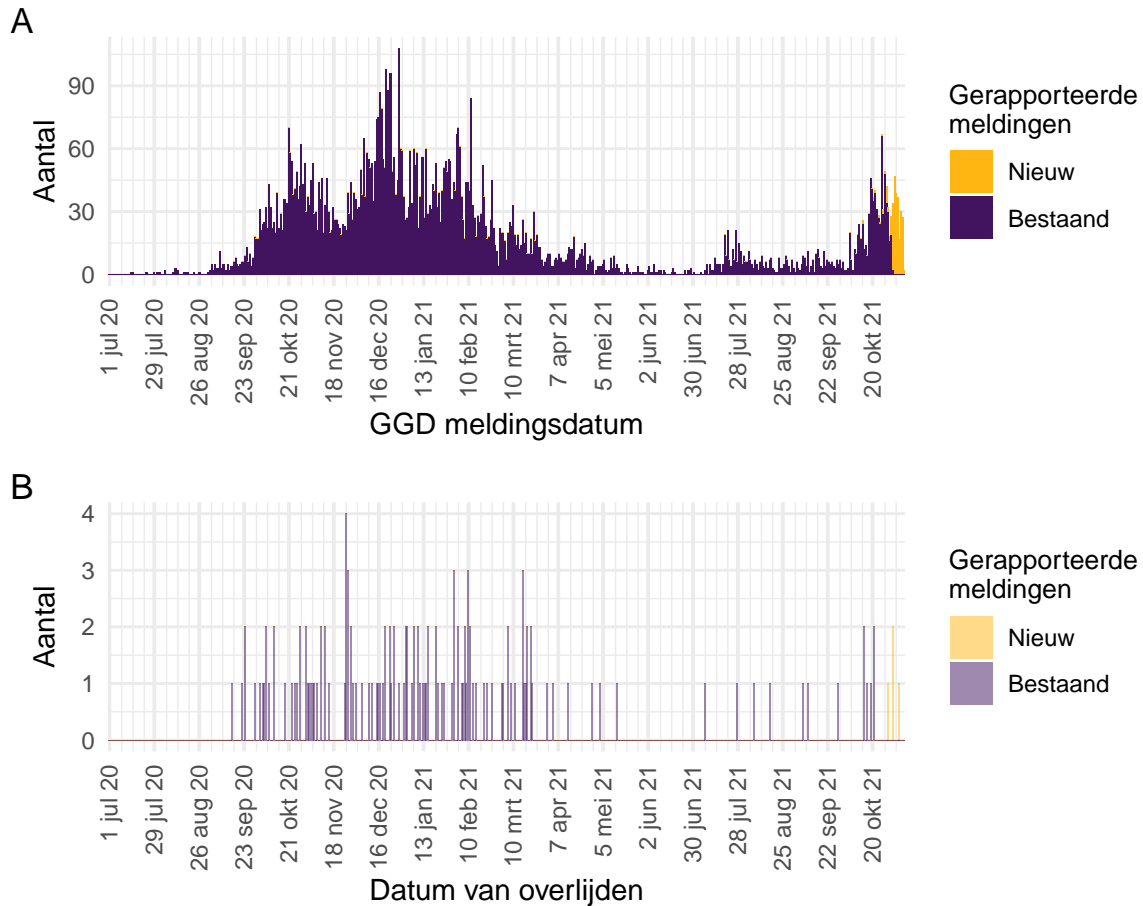 A
Aantal
90
60
30
0
1 jul 20
29 jul 20
26 aug 20
23 sep 20
21 okt 20
18 nov 20
16 dec 20
13 jan 21
10 feb 21
10 mrt 21
7 apr 21
5 mei 21
2 jun 21
30 jun 21
28 jul 21
25 aug 21
22 sep 21
20 okt 21
GGD meldingsdatum
Gerapporteerde
meldingen
Nieuw
Bestaand
B
Aantal
4
3
2
1
0
1 jul 20
29 jul 20
26 aug 20
23 sep 20
21 okt 20
18 nov 20
16 dec 20
13 jan 21
10 feb 21
10 mrt 21
7 apr 21
5 mei 21
2 jun 21
30 jun 21
28 jul 21
25 aug 21
22 sep 21
20 okt 21
Datum van overlijden
Gerapporteerde
meldingen
Nieuw
Bestaand